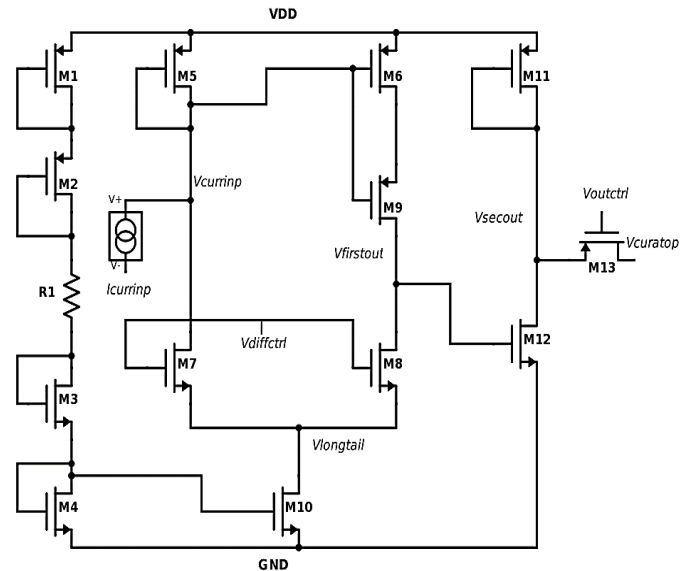 VDD
M1
M5
M6
M11
M2
Vcurrinp
V+
M9
Voutctrl
Vsecout
Vcuratop
Vfirstout
M13
V-
Icurrinp
R1
Vdiffctrl
M12
M7
M8
M3
Vlongtail
M4
M10
GND